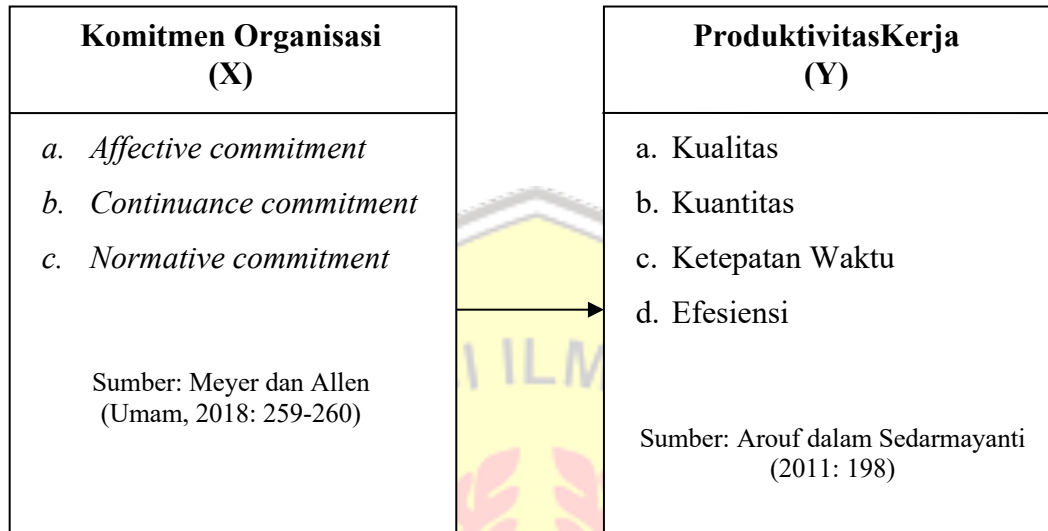 Komitmen Organisasi
(X)
a. Affective commitment
b. Continuance commitment
c. Normative commitment
Sumber: Meyer dan Allen
(Umam, 2018: 259-260)
ProduktivitasKerja
(Y)
a. Kualitas
b. Kuantitas
c. Ketepatan Waktu
d. Efesiensi
Sumber: Arouf dalam Sedarmayanti
(2011: 198)